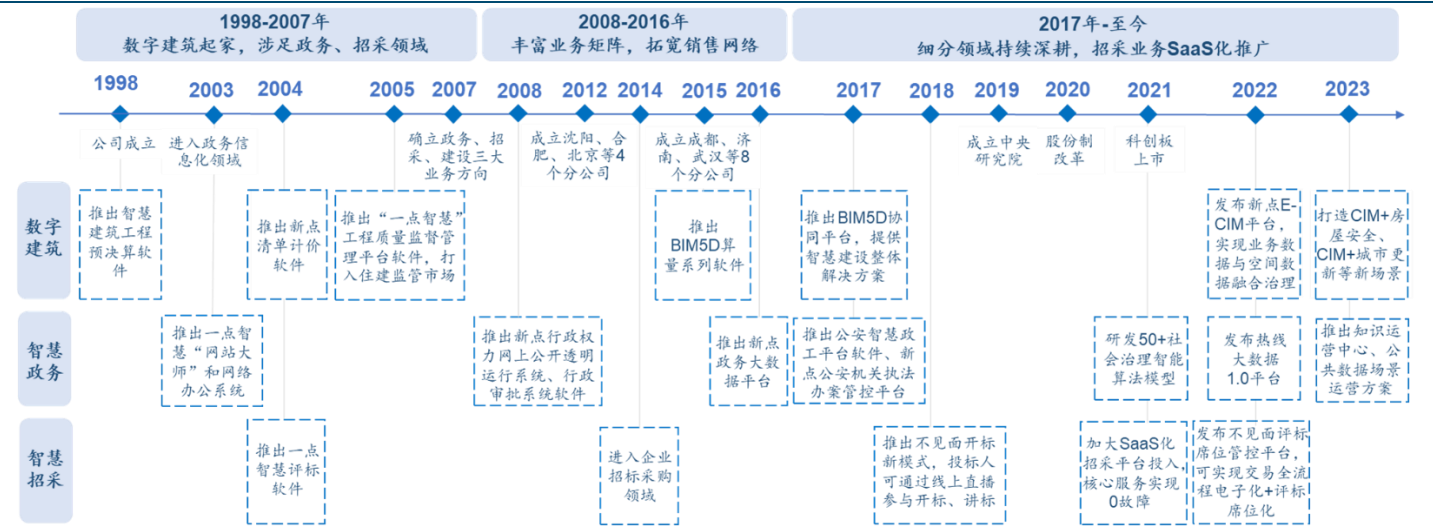 1998-2007年
数字建筑起家，涉足政务、招采领域
2008-2016年
丰富业务矩阵，拓宽销售网络
2017年-至今
细分领域持续深耕，招采业务SaaS化推广
1998
2003
2004
2005
2007
2008
2012
2014
2015
2016
2017
2018
2019
2020
2021
2022
2023
公司成立
进入政务信
息化领域
确立政务、招
采、建设三大
业务方向
成立沈阳、合
肥、北京等4
个分公司
成立成都、济
南、武汉等8
个分公司
成立中央
研究院
股份制
改革
科创板
上市
数字
建筑
推出智慧
建筑工程
预决算软
件
推出新点
清单计价
软件
推出“一点智慧”
工程质量监督管
理平台软件，打
入住建监管市场
推出
BIM5D算
量系列软件
推出BIM5D协
同平台，提供
智慧建设整体
解决方案
发布新点E-
CIM平台，
实现业务数
据与空间数
据融合治理
打造CIM+房
屋安全、
CIM+城市更
新等新场景
智慧
政务
推出一点智
慧“网站大
师”和网络
办公系统
推出新点行政权
力网上公开透明
运行系统、行政
审批系统软件
推出新点
政务大数
据平台
推出公安智慧政
工平台软件、新
点公安机关执法
办案管控平台
研发50+社
会治理智能
算法模型
发布热线
大数据
1.0平台
推出知识运
营中心、公
共数据场景
运营方案
智慧
招采
推出一点
智慧评标
软件
进入企业
招标采购
领域
推出不见面开标
新模式，投标人
可通过线上直播
参与开标、讲标
加大SaaS化
招采平台投入，
核心服务实现
0故障
发布不见面评标
席位管控平台，
可实现交易全流
程电子化+评标
席位化